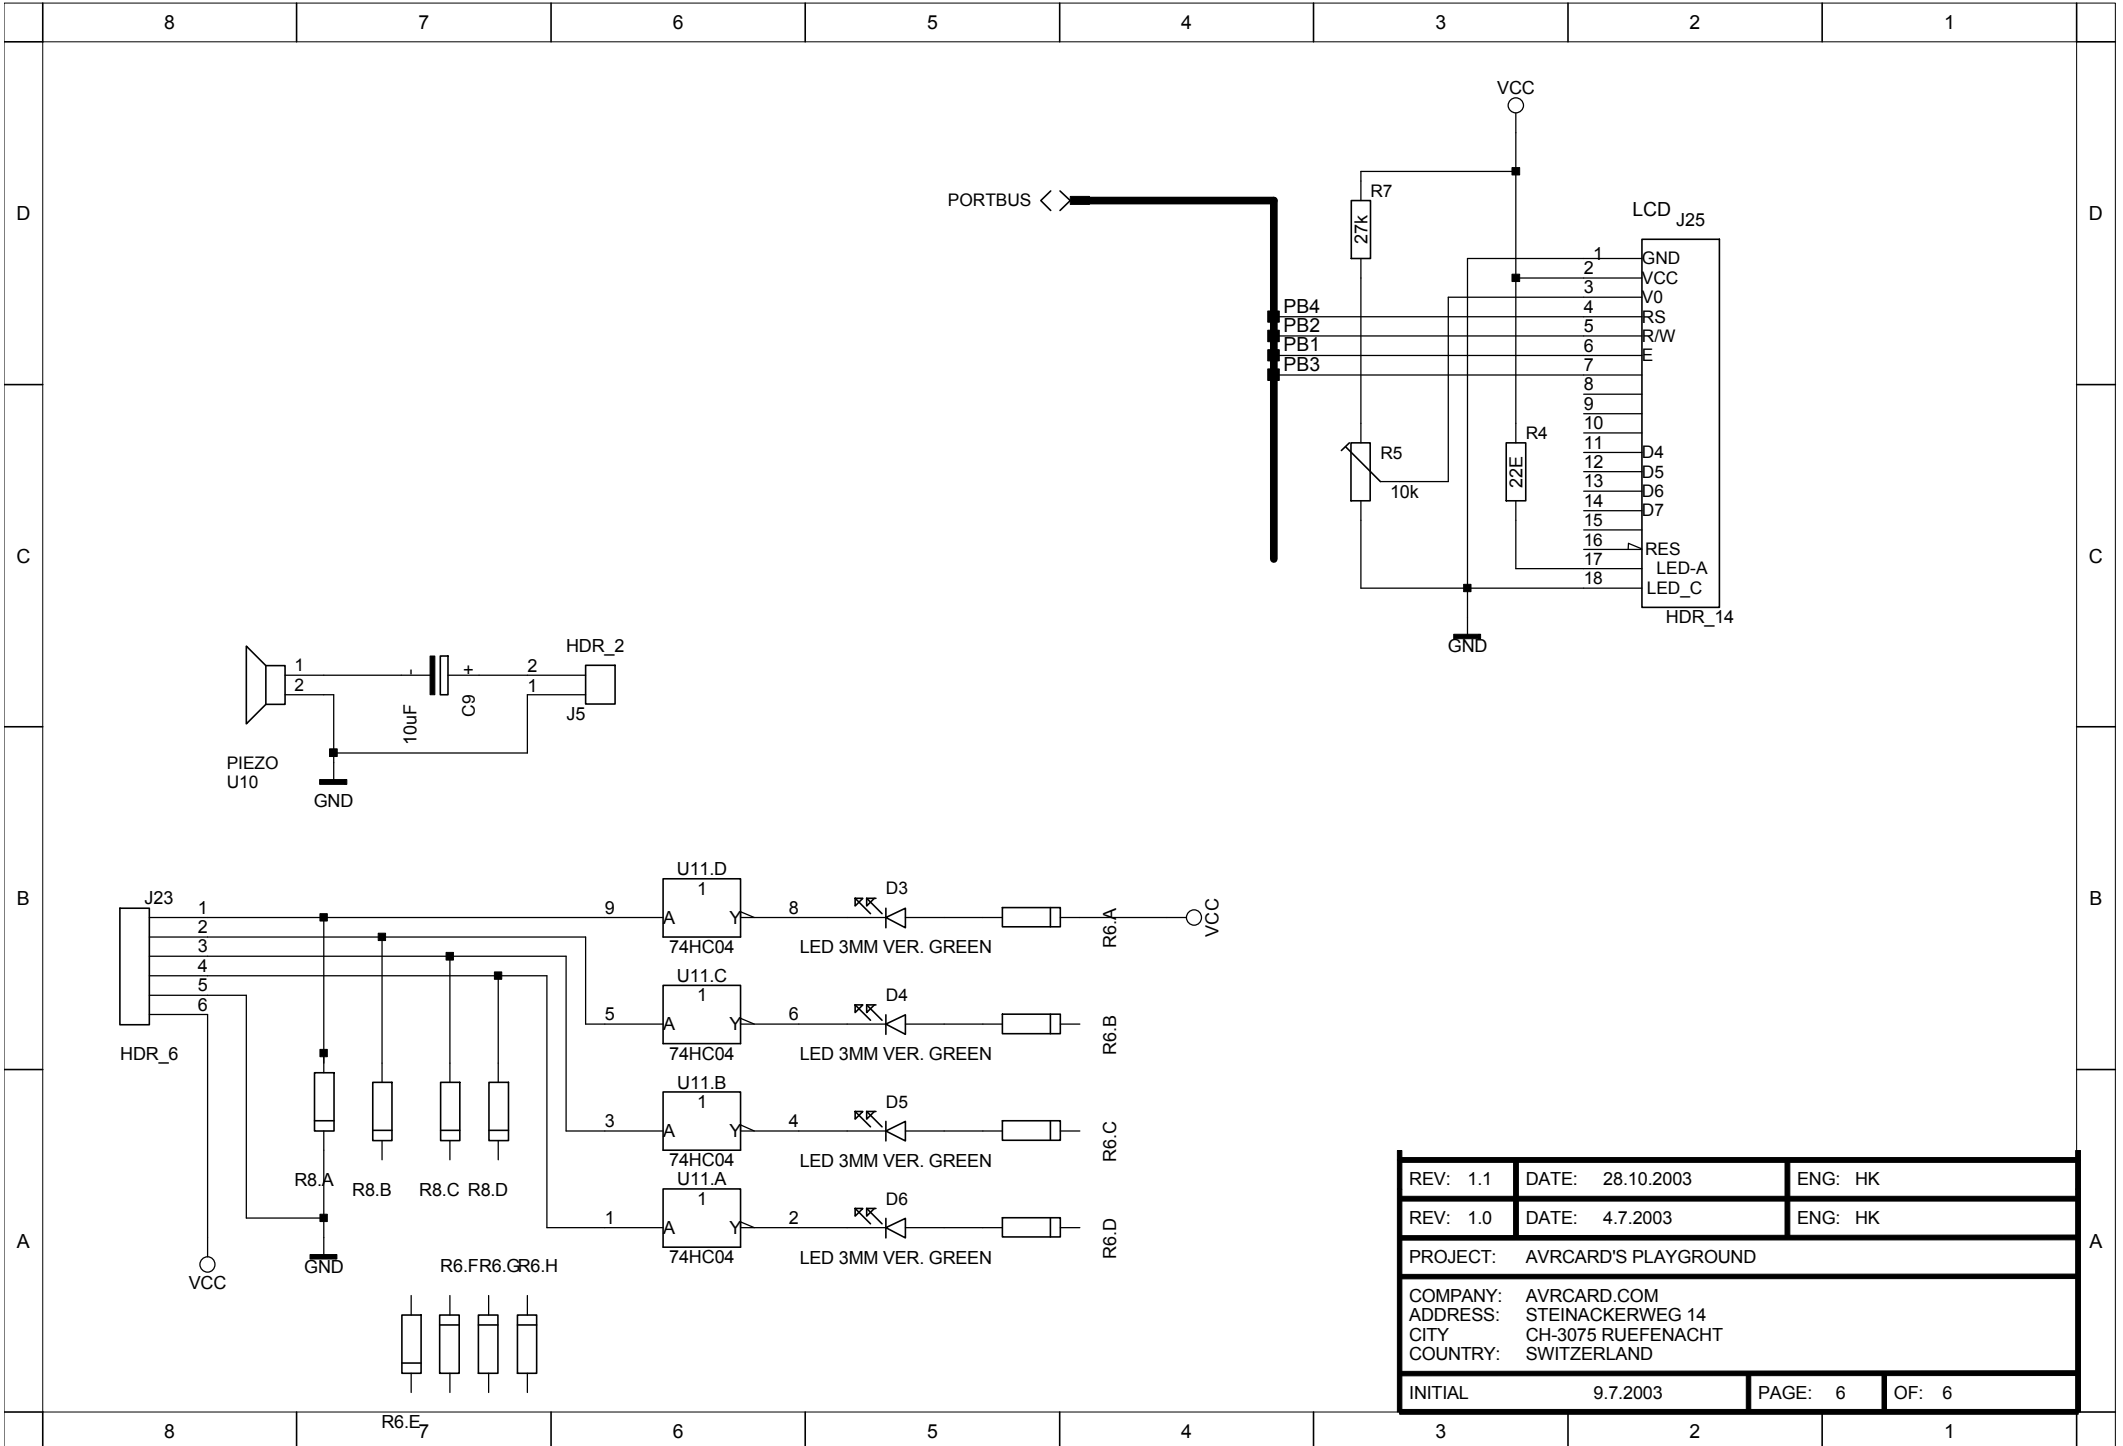 8 7 6 5 4 3 2 1
D
D
C
C
B
B
A
A
VCC
PORTBUS
R7
27k
LCD
J25
1 GND
2 VCC
3 V0
PB4 4 RS
PB2 5 R/W
PB1 6 E
PB3 7
8
9
10
11 D4
12 D5
13 D6
14 D7
15
16 RES
17 LED-A
18 LED_C
HDR_14
R4
22E
R5
10k
GND
HDR_2
1
2
-
+
2
1
10uF
C9
J5
PIEZO
U10
GND
J23
1
2
3
4
5
6
HDR_6
U11.D
1
9 A Y 8
74HC04
D3
LED 3MM VER. GREEN
R6.A
VCC
U11.C
1
5 A Y 6
74HC04
D4
LED 3MM VER. GREEN
R6.B
U11.B
1
3 A Y 4
74HC04
D5
LED 3MM VER. GREEN
R6.C
U11.A
1
1 A Y 2
74HC04
D6
LED 3MM VER. GREEN
R6.D
R8.A
R8.B
R8.C
R8.D
VCC
GND
R6.F
R6.G
R6.H
R6.E
REV: 1.1 DATE: 28.10.2003 ENG: HK
REV: 1.0 DATE: 4.7.2003 ENG: HK
PROJECT: AVRCARD'S PLAYGROUND
COMPANY: AVRCARD.COM
ADDRESS: STEINACKERWEG 14
CITY CH-3075 RUEFENACHT
COUNTRY: SWITZERLAND
INITIAL 9.7.2003 PAGE: 6 OF: 6
8 7 6 5 4 3 2 1